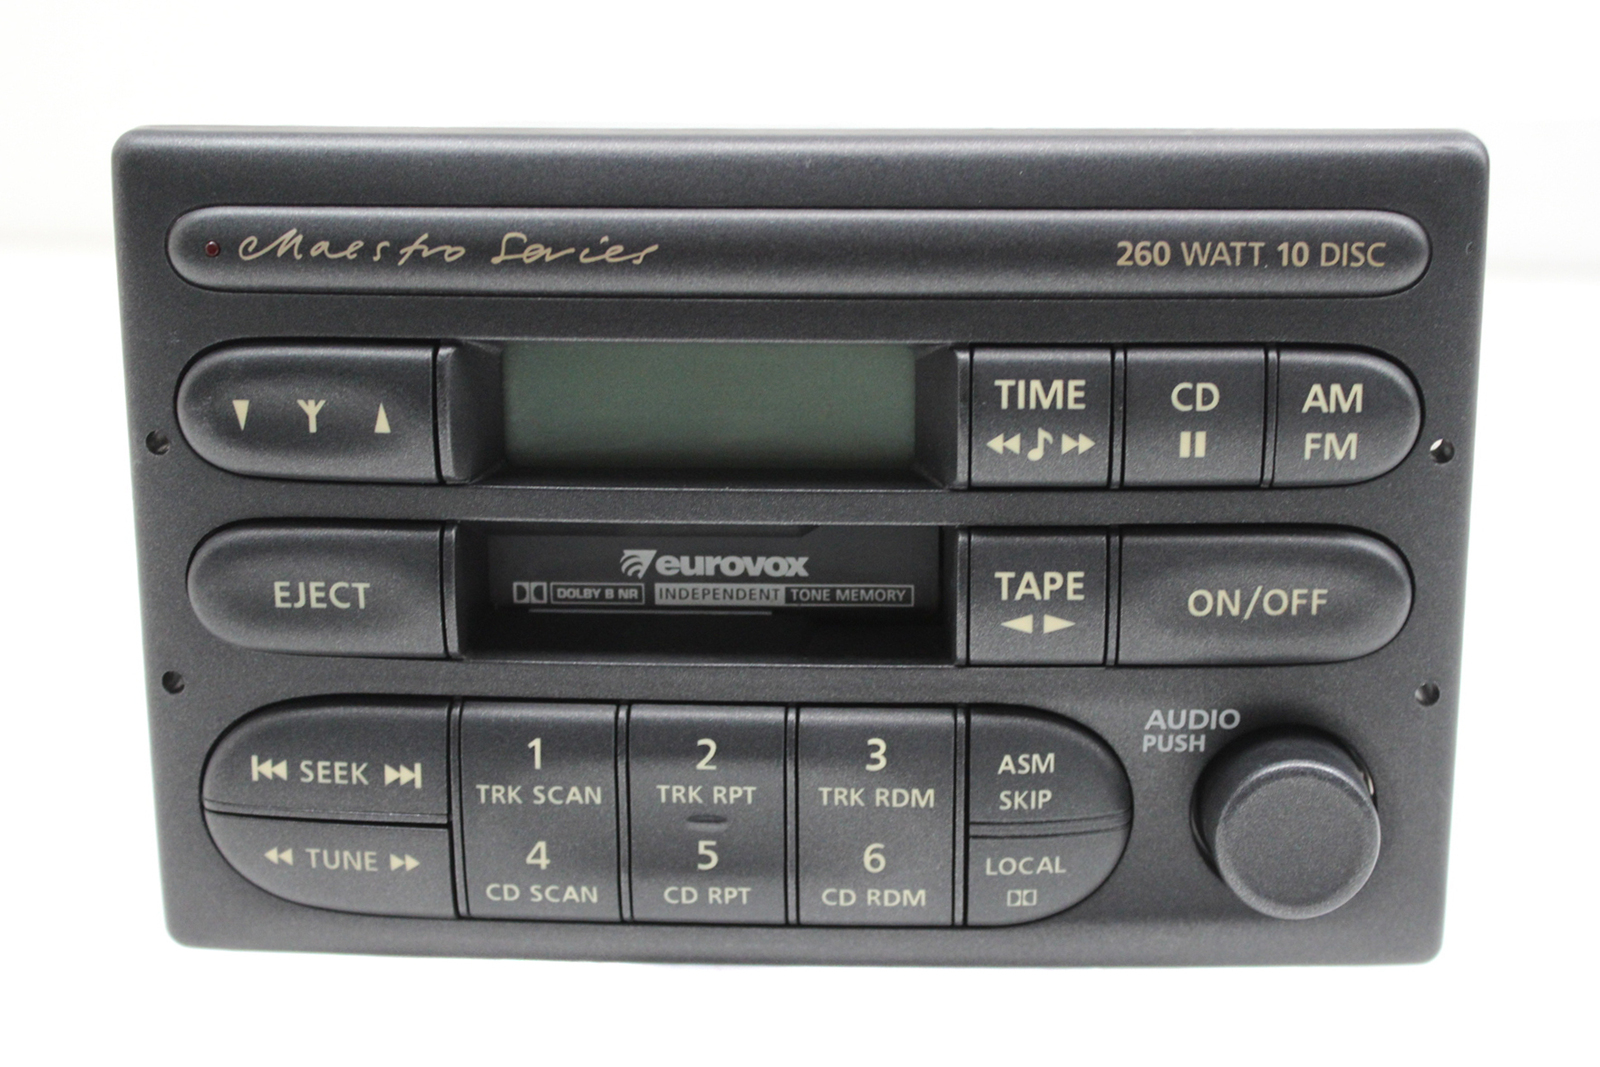 Maestro Series
260 WATT 10 DISC
TIME
CD
AM
FM
EJECT
eurovox
DOLBY B NR INDEPENDENT TONE MEMORY
TAPE
ON/OFF
AUDIO
PUSH
SEEK
TUNE
1
TRK SCAN
2
TRK RPT
3
TRK RDM
4
CD SCAN
5
CD RPT
6
CD RDM
ASM
SKIP
LOCAL